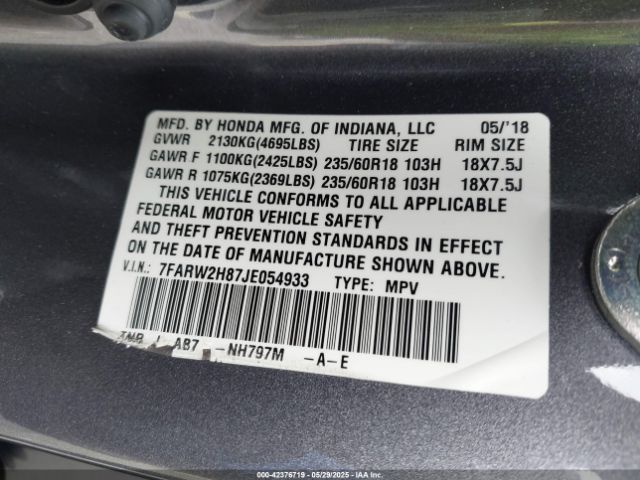 MFD. BY HONDA MFG. OF INDIANA, LLC 05/'18
GVWR 2130KG(4695LBS) TIRE SIZE RIM SIZE
GAWR F 1100KG(2425LBS) 235/60R18 103H 18X7.5J
GAWR R 1075KG(2369LBS) 235/60R18 103H 18X7.5J
THIS VEHICLE CONFORMS TO ALL APPLICABLE
FEDERAL MOTOR VEHICLE SAFETY
AND THEFT PREVENTION STANDARDS IN EFFECT
ON THE DATE OF MANUFACTURE SHOWN ABOVE.
V.I.N.: 7FARW2H87JE054933 TYPE: MPV
TNB J AB7 -NH797M -A-E
00-42376719 - 05/29/2025 - IAA Inc.